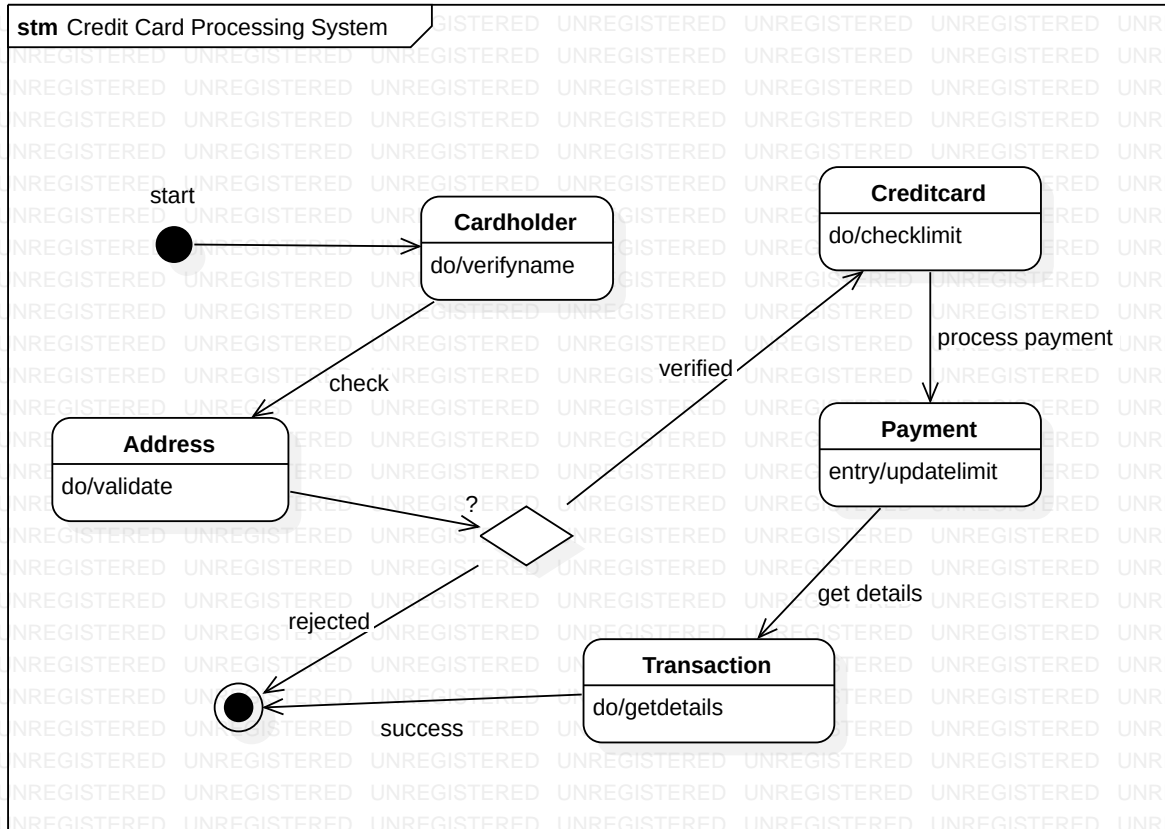 stm Credit Card Processing System
start
Cardholder
do/verifyname
Creditcard
do/checklimit
process payment
verified
check
Address
do/validate
?
Payment
entry/updatelimit
get details
rejected
Transaction
do/getdetails
success
UNREGISTERED